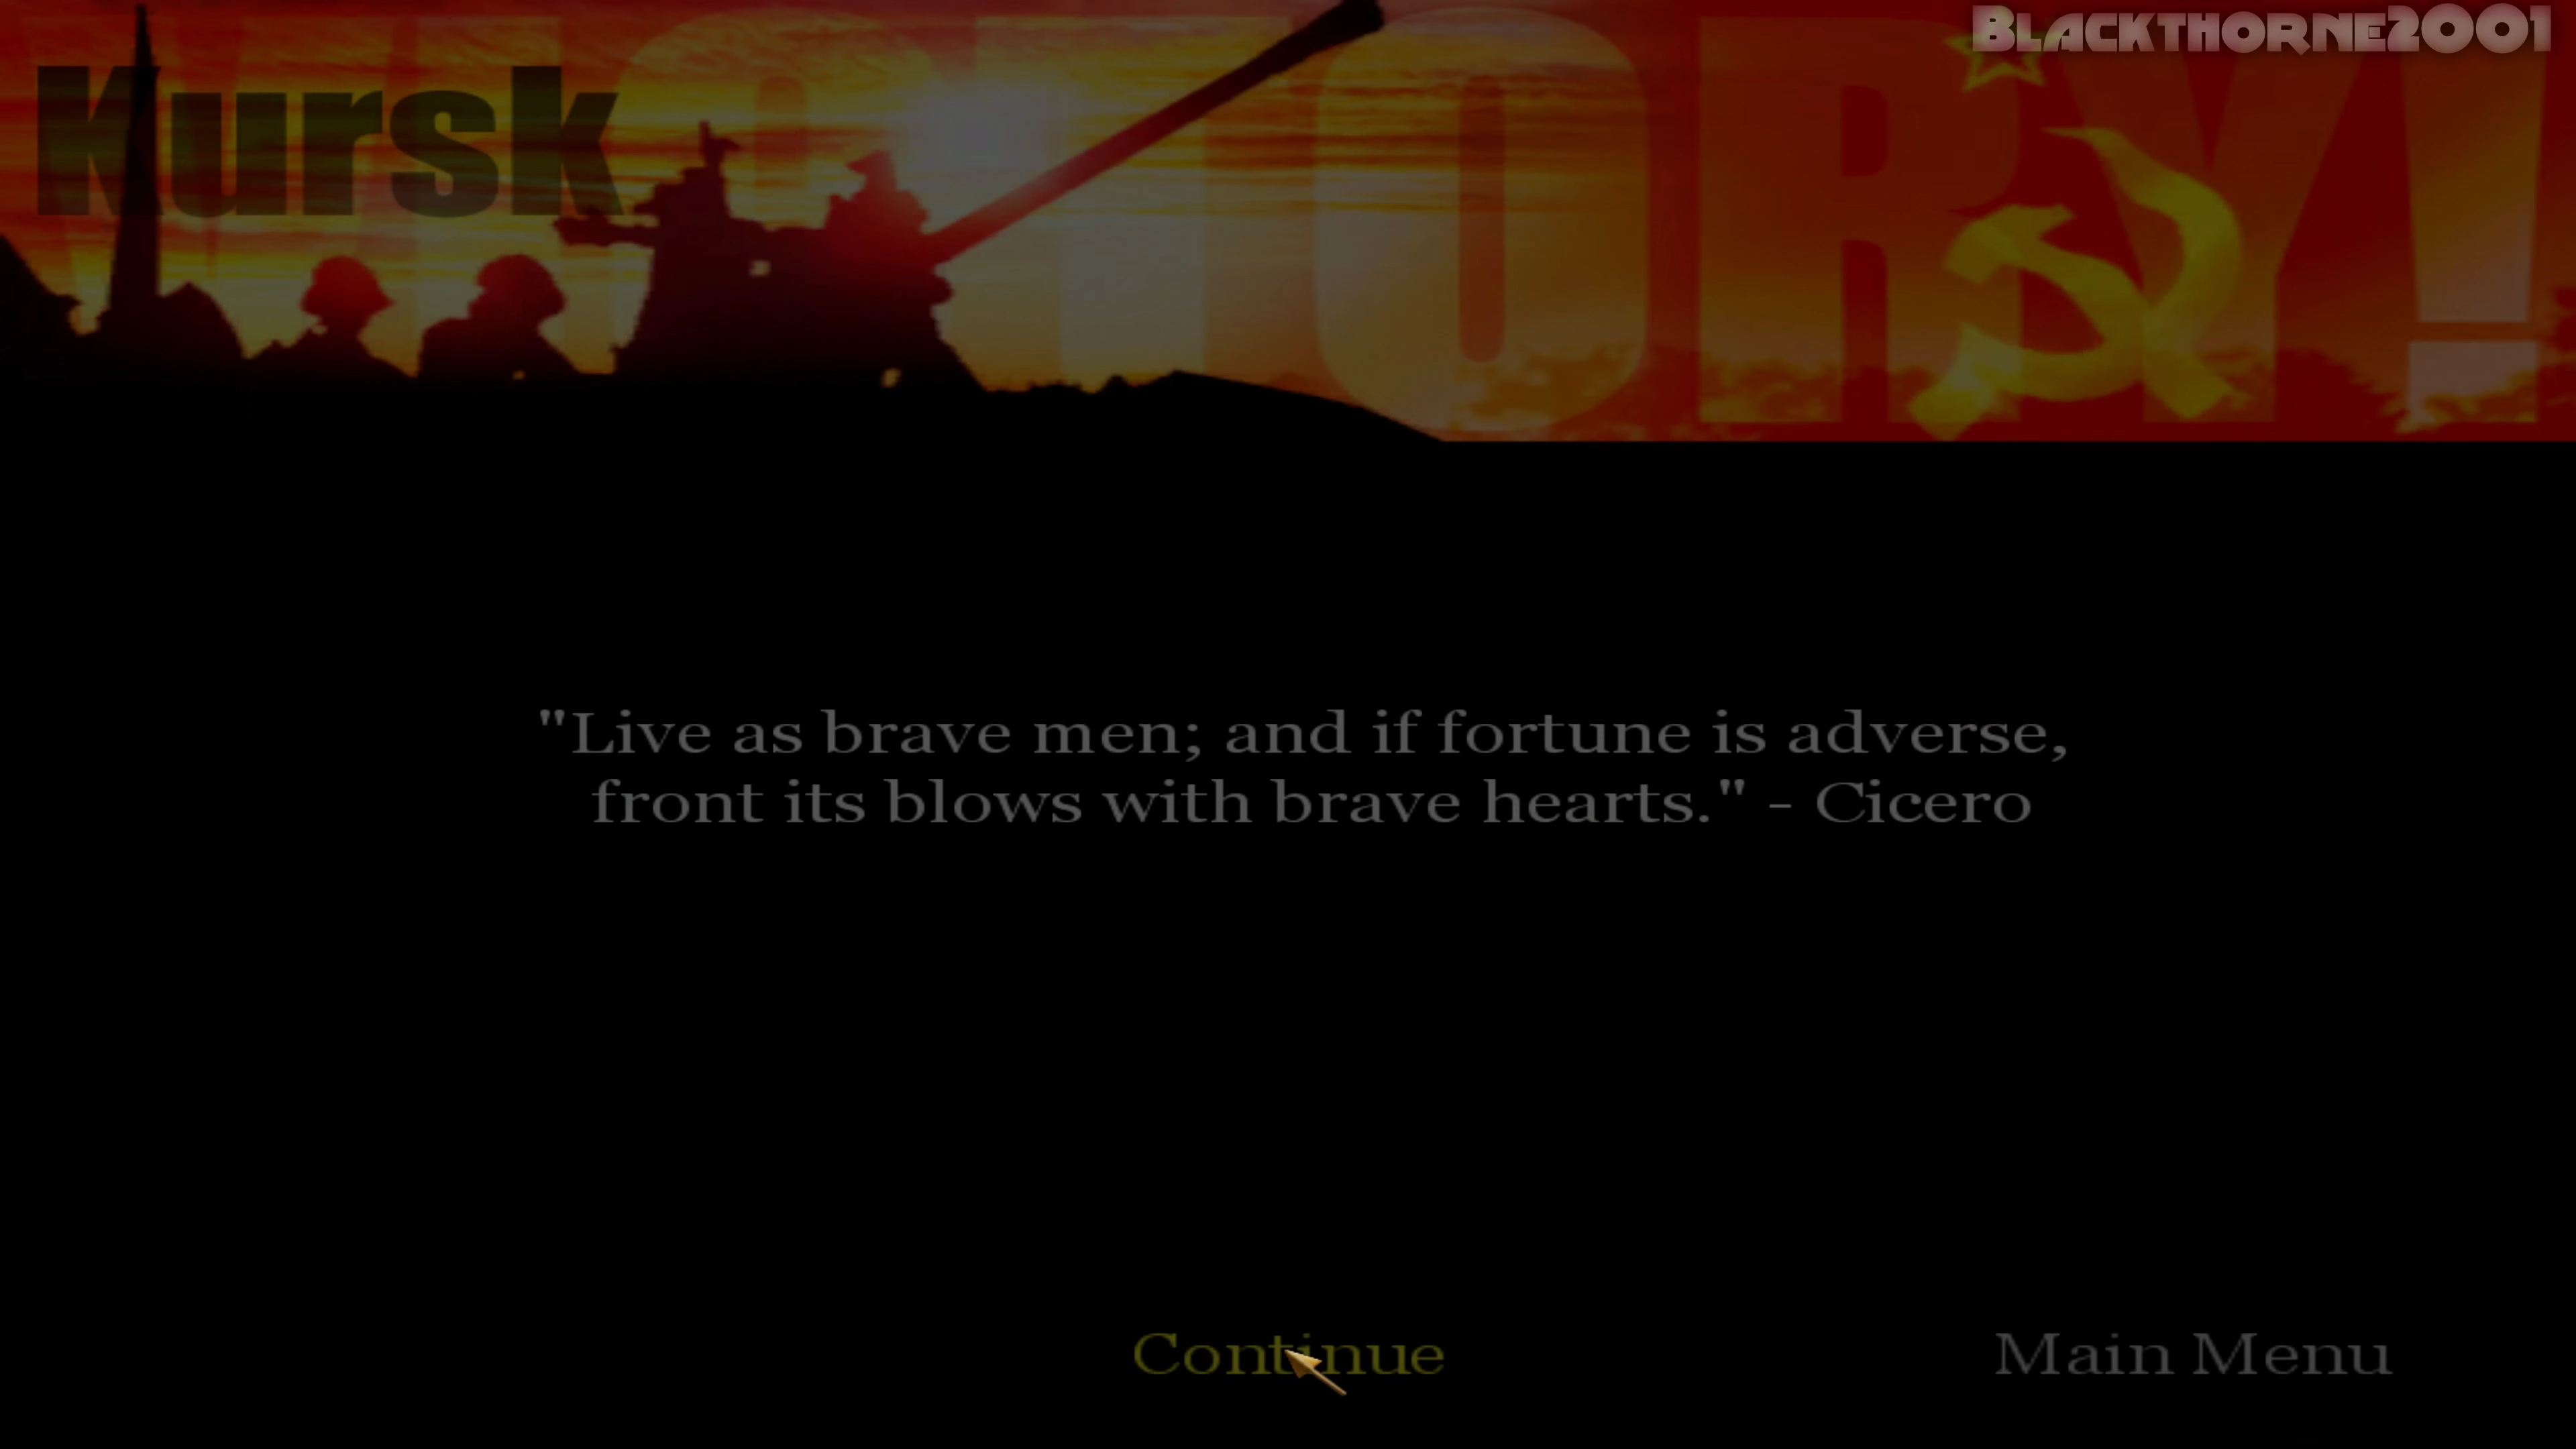 BLACKTHORNE2001
VICTORY!
Kursk
"Live as brave men; and if fortune is adverse,
front its blows with brave hearts." - Cicero
Continue
Main Menu